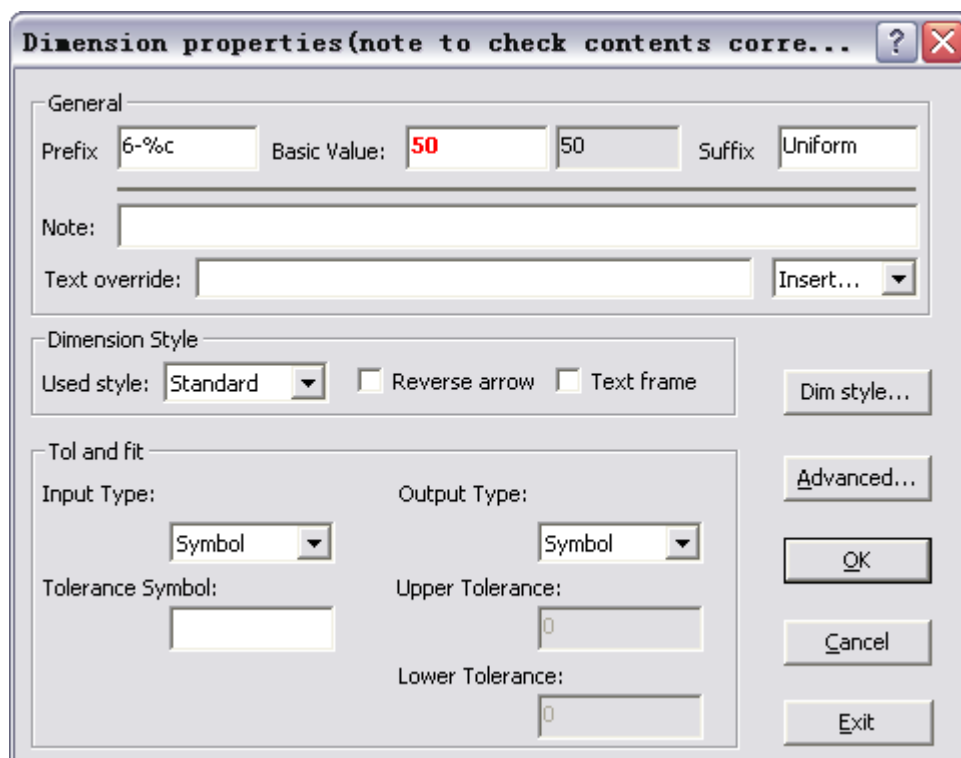 Dimension properties(note to check contents corre...
General
Prefix 6-%c Basic Value: 50 50 Suffix Uniform
Note:
Text override: Insert...
Dimension Style
Used style: Standard Reverse arrow Text frame Dim style...
Tol and fit
Advanced...
Input Type: Output Type:
Symbol Symbol OK
Tolerance Symbol: Upper Tolerance:
0
Cancel
Lower Tolerance:
0
Exit